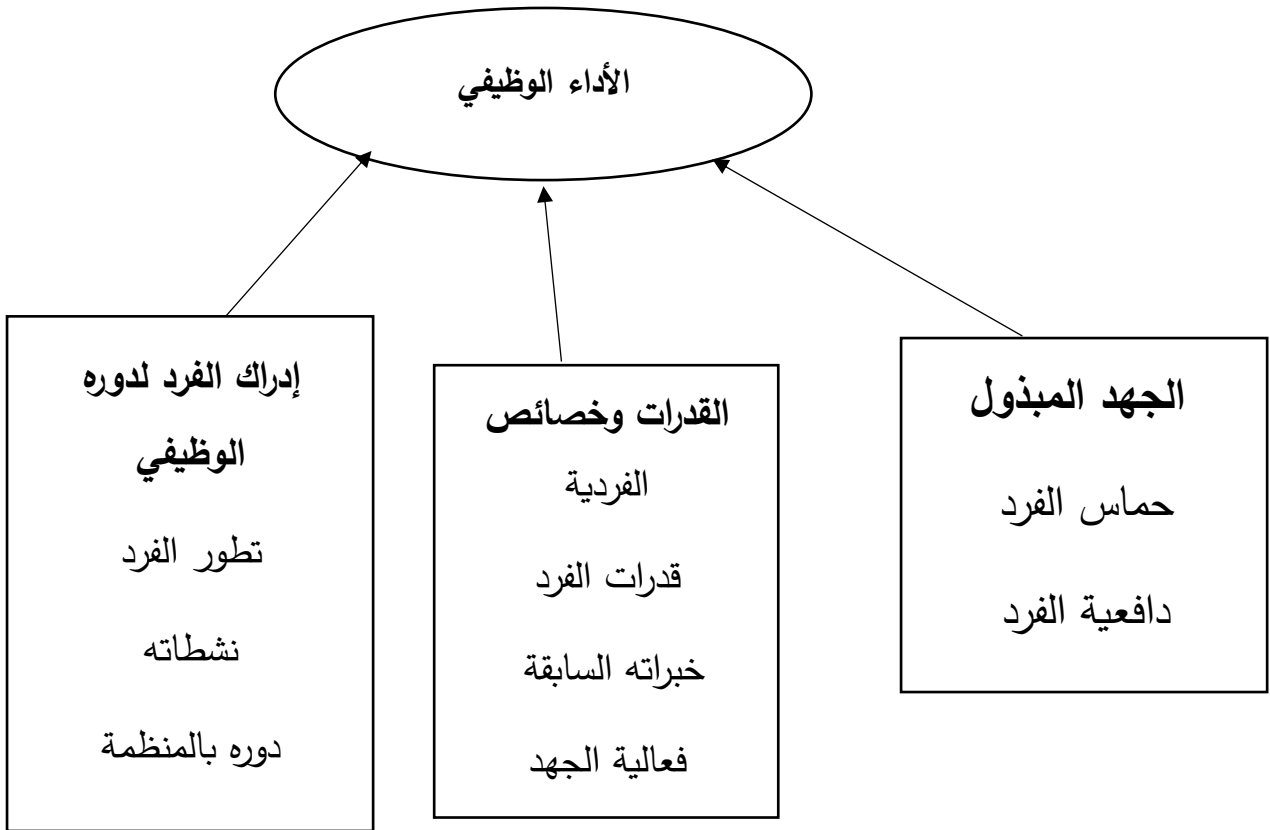 الأداء الوظيفي
الجهد المبذول
حماس الفرد
دافعية الفرد
القدرات وخصائص
الفردية
قدرات الفرد
خبراته السابقة
فعالية الجهد
إدراك الفرد لدوره
الوظيفي
تطور الفرد
نشطاته
دوره بالمنظمة